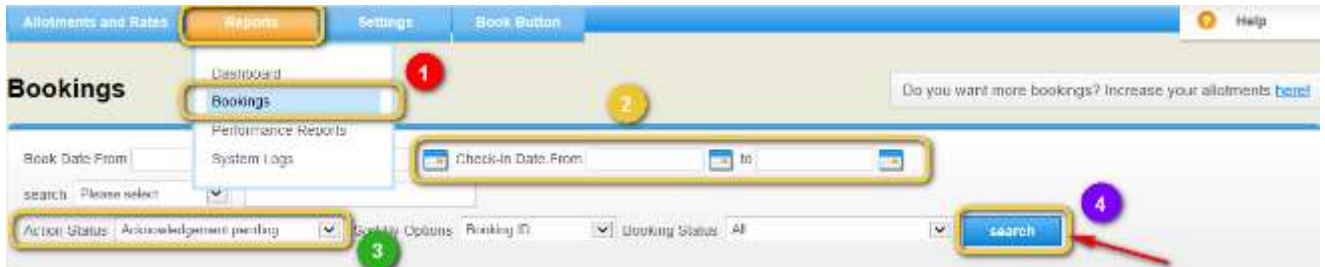 Allotments and Rates Reports Settings Book Button Help
Dashboard
1
Bookings
Bookings
2
Do you want more bookings? Increase your allotments here!
Performance Reports
Book Date From System Logs Check-in Date From to
search Please select
4
Action Status Acknowledgement pending Sort By Options Booking ID Booking Status All search
3